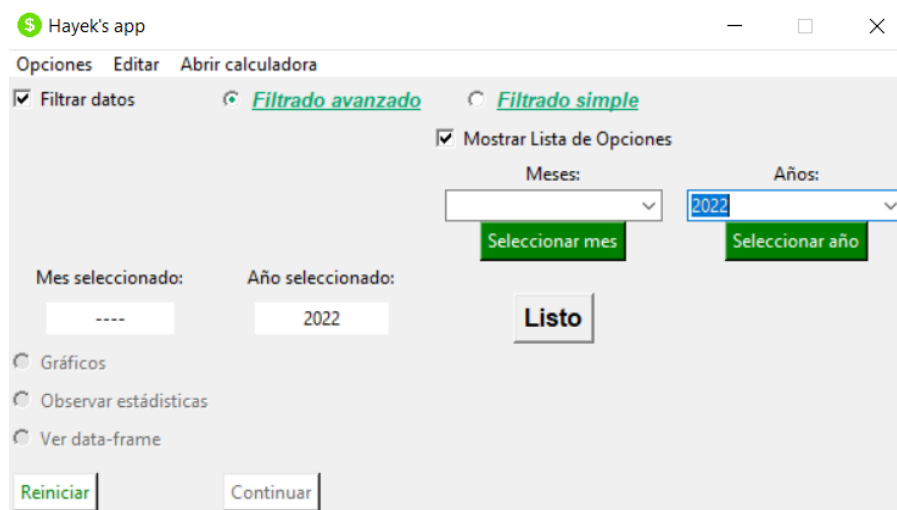 Hayek's app
Opciones Editar Abrir calculadora
Filtrar datos Filtrado avanzado Filtrado simple
Mostrar Lista de Opciones
Meses: Años:
2022
Seleccionar mes Seleccionar año
Mes seleccionado: Año seleccionado:
---- 2022 Listo
Gráficos
Observar estádisticas
Ver data-frame
Reiniciar Continuar